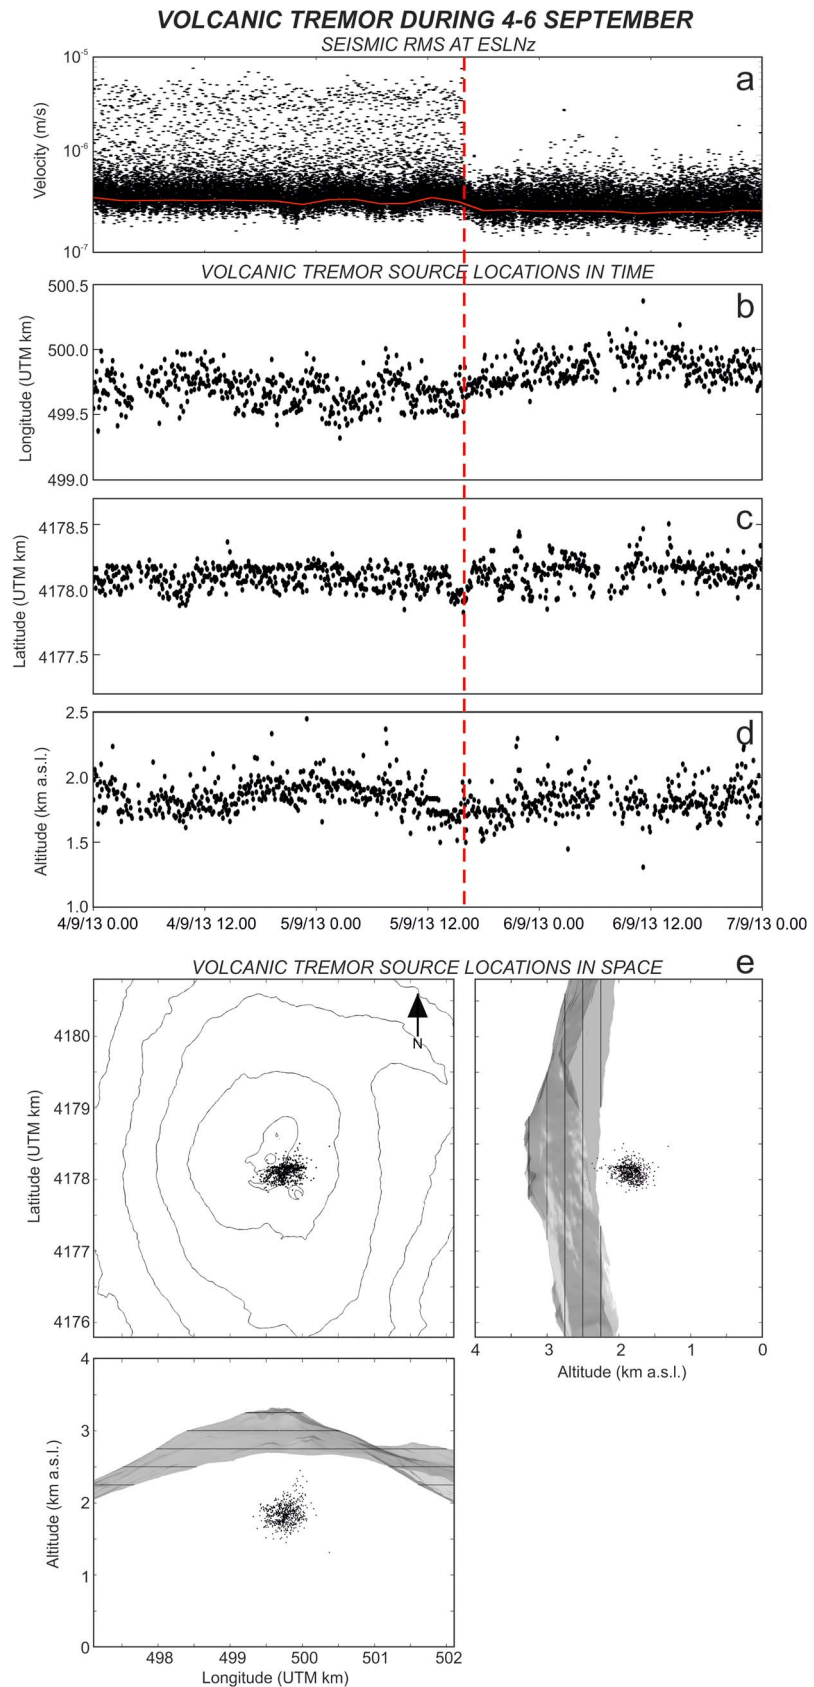 VOLCANIC TREMOR DURING 4-6 SEPTEMBER
SEISMIC RMS AT ESLNz
a
10-5
10-6
10-7
Velocity (m/s)
VOLCANIC TREMOR SOURCE LOCATIONS IN TIME
b
500.5
500.0
499.5
499.0
Longitude (UTM km)
c
4178.5
4178.0
4177.5
Latitude (UTM km)
d
2.5
2.0
1.5
1.0
Altitude (km a.s.l.)
4/9/13 0.00 4/9/13 12.00 5/9/13 0.00 5/9/13 12.00 6/9/13 0.00 6/9/13 12.00 7/9/13 0.00
VOLCANIC TREMOR SOURCE LOCATIONS IN SPACE
e
N
4180
4179
4178
4177
4176
Latitude (UTM km)
4 3 2 1 0
Altitude (km a.s.l.)
4
3
2
1
0
Altitude (km a.s.l.)
498 499 500 501 502
Longitude (UTM km)